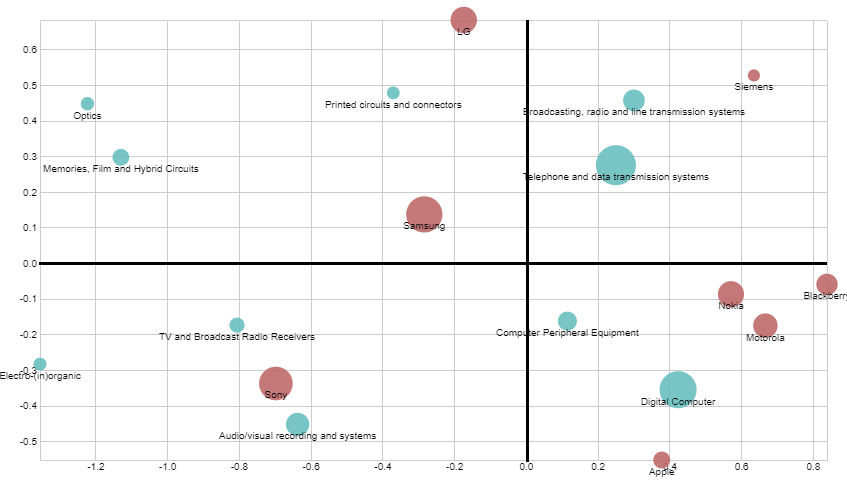 LG
0.6
0.5
Siemens
Printed circuits and connectors
Optics
Broadcasting, radio and line transmission systems
0.4
0.3
Memories, Film and Hybrid Circuits
Telephone and data transmission systems
0.2
0.1
Samsung
0.0
Blackberry
-0.1
Nokia
Computer Peripheral Equipment
-0.2
TV and Broadcast Radio Receivers
Motorola
-0.3
Electro-(in)organic
Sony
Digital Computer
-0.4
Audio/visual recording and systems
-0.5
-1.2 -1.0 -0.8 -0.6 -0.4 -0.2 0.0 0.2 0.4 0.6 0.8
Apple